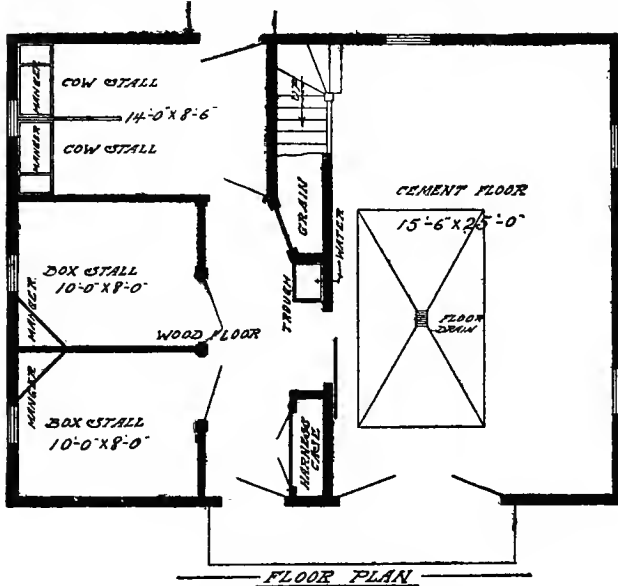 MANGER
COW STALL
14'-0" X 8'-6"
MANGER
COW STALL
UP
GRAIN
CEMENT FLOOR
15'-6" X 25'-0"
WATER
TROUGH
BOX STALL
10'-0" X 8'-0"
MANGER
WOOD FLOOR
FLOOR
DRAIN
MANGER
BOX STALL
10'-0" X 8'-0"
HARNESS
CASE
FLOOR PLAN